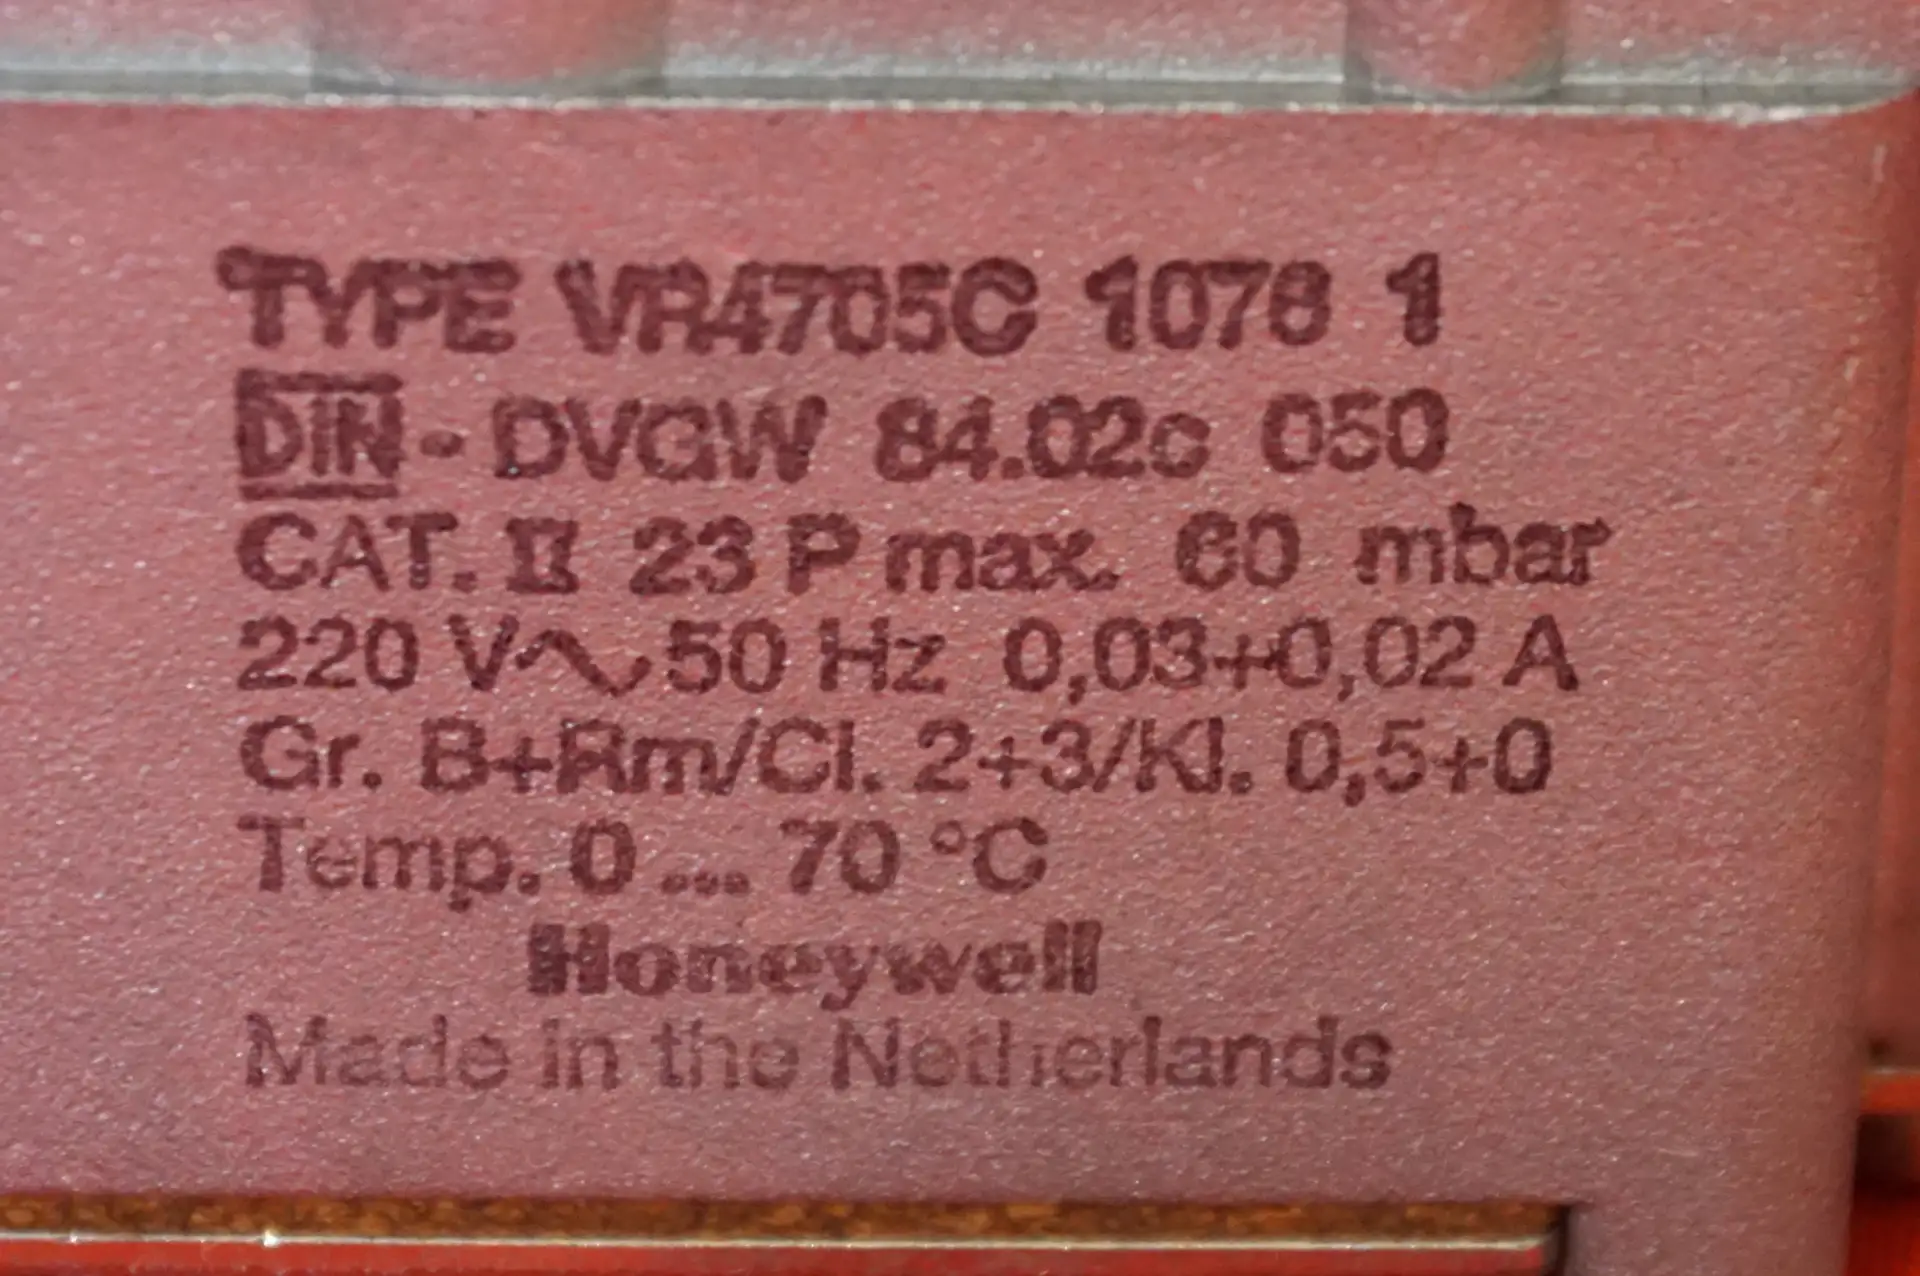 TYPE VR4705C 1078 1
DIN - DVGW 84.02c 050
CAT. II 23 P max. 60 mbar
220 V~50 Hz 0,03+0,02 A
Gr. B+Rm/Cl. 2+3/Kl. 0,5+0
Temp. 0 ... 70 °C
Honeywell
Made in the Netherlands